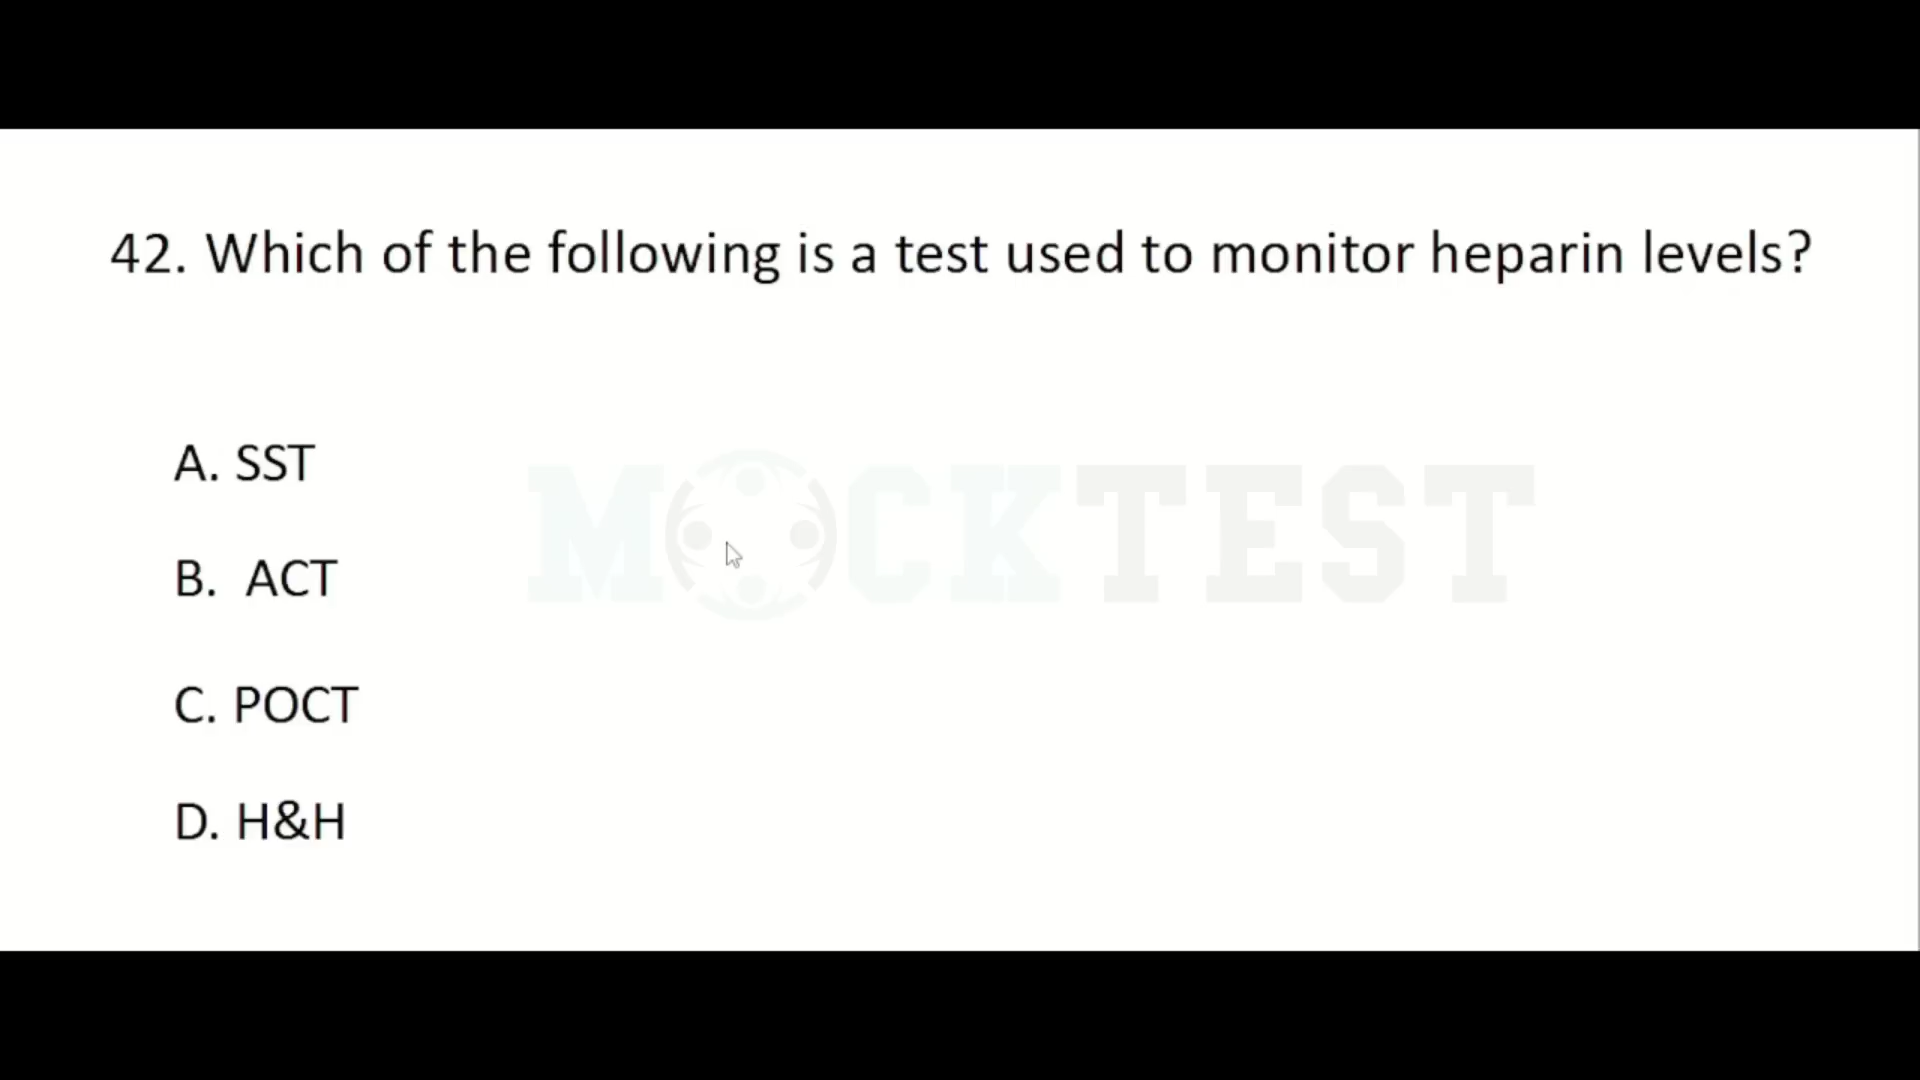 42. Which of the following is a test used to monitor heparin levels?
A. SST
MOCKTEST
B. ACT
C. POCT
D. H&H